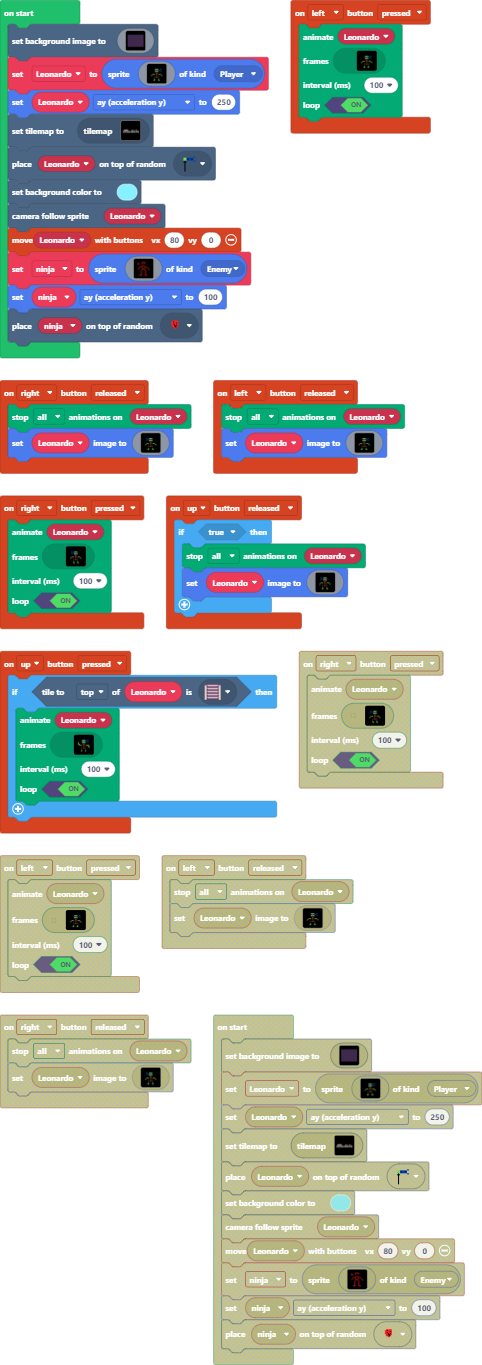 on start
set background image to
set Leonardo to sprite of kind Player
set Leonardo ay (acceleration y) to 250
set tilemap to tilemap
place Leonardo on top of random
set background color to
camera follow sprite Leonardo
move Leonardo with buttons vx 80 vy 0
set ninja to sprite of kind Enemy
set ninja ay (acceleration y) to 100
place ninja on top of random
on left button pressed
animate Leonardo
frames
interval (ms) 100
loop ON
on right button released
stop all animations on Leonardo
set Leonardo image to
on left button released
stop all animations on Leonardo
set Leonardo image to
on right button pressed
animate Leonardo
frames
interval (ms) 100
loop ON
on up button released
if true then
stop all animations on Leonardo
set Leonardo image to
on up button pressed
if tile to top of Leonardo is then
animate Leonardo
frames
interval (ms) 100
loop ON
on right button pressed
animate Leonardo
frames
interval (ms) 100
loop ON
on left button pressed
animate Leonardo
frames
interval (ms) 100
loop ON
on left button released
stop all animations on Leonardo
set Leonardo image to
on right button released
stop all animations on Leonardo
set Leonardo image to
on start
set background image to
set Leonardo to sprite of kind Player
set Leonardo ay (acceleration y) to 250
set tilemap to tilemap
place Leonardo on top of random
set background color to
camera follow sprite Leonardo
move Leonardo with buttons vx 80 vy 0
set ninja to sprite of kind Enemy
set ninja ay (acceleration y) to 100
place ninja on top of random